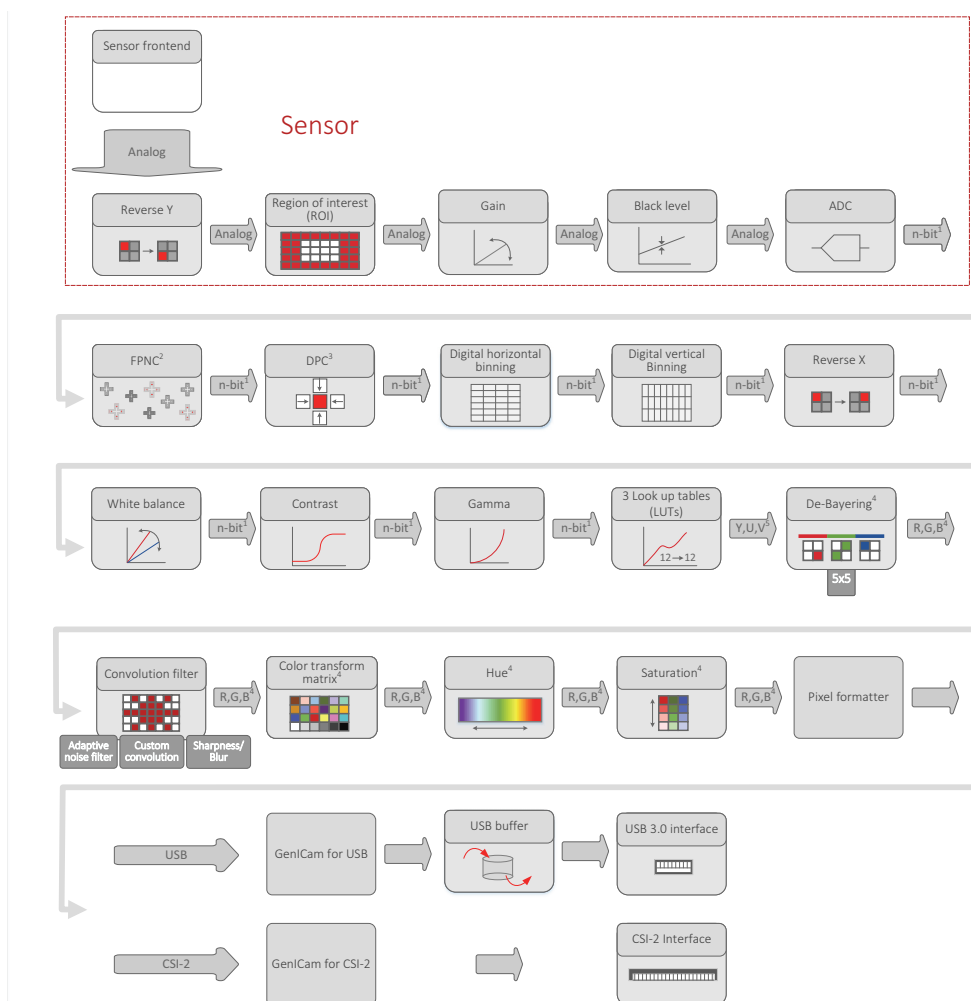 Sensor frontend
Sensor
Analog
Reverse Y
Analog
Region of interest
(ROI)
Analog
Gain
Analog
Black level
Analog
ADC
n-bit¹
FPNC²
n-bit¹
DPC³
n-bit¹
Digital horizontal
binning
n-bit¹
Digital vertical
Binning
n-bit¹
Reverse X
n-bit¹
White balance
n-bit¹
Contrast
n-bit¹
Gamma
n-bit¹
3 Look up tables
(LUTs)
12→12
Y,U,V⁵
De-Bayering⁴
5x5
R,G,B⁴
Convolution filter
Adaptive
noise filter
Custom
convolution
Sharpness/
Blur
R,G,B⁴
Color transform
matrix⁴
R,G,B⁴
Hue⁴
R,G,B⁴
Saturation⁴
R,G,B⁴
Pixel formatter
USB
GenICam for USB
USB buffer
USB 3.0 interface
CSI-2
GenICam for CSI-2
CSI-2 Interface